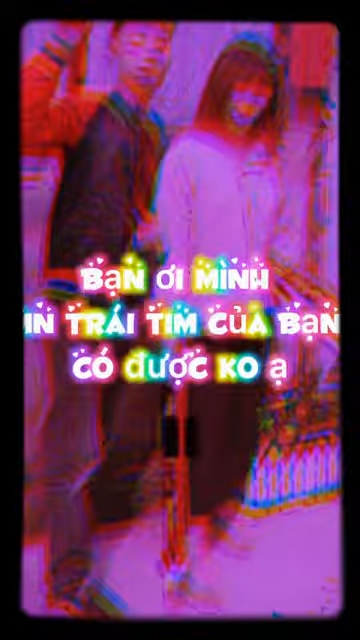 BẠN ƠI MÌNH
IN TRÁI TIM CỦA BẠN
CÓ ĐƯỢC KO Ạ